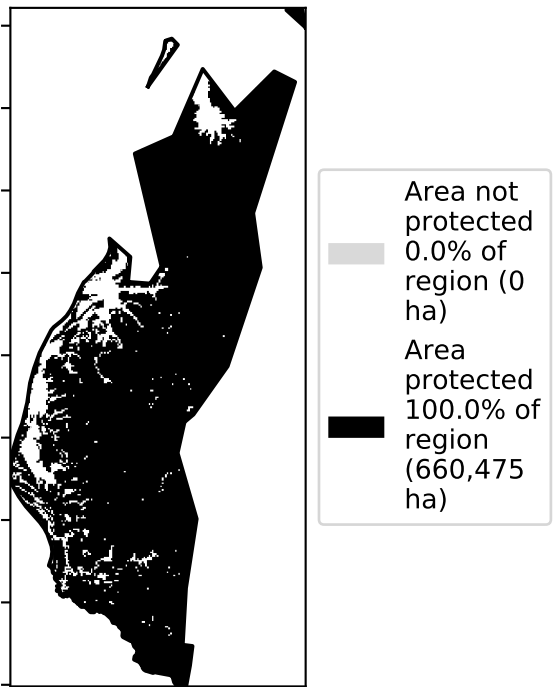 Area not
protected
0.0% of
region (0
ha)
Area
protected
100.0% of
region
(660,475
ha)